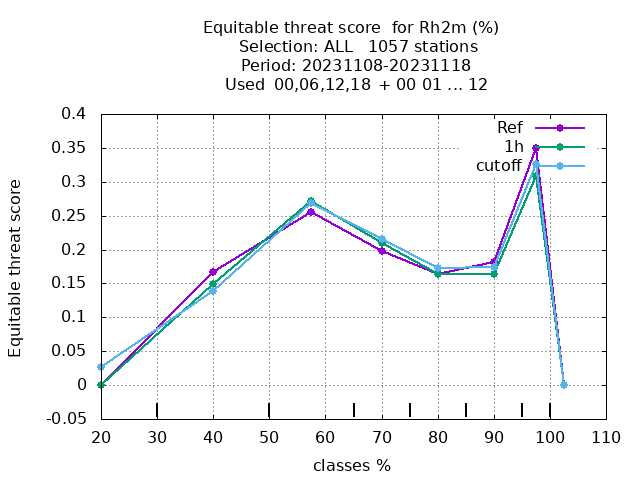 Equitable threat score  for Rh2m (%)
Selection: ALL   1057 stations
Period: 20231108-20231118
Used  00,06,12,18  + 00 01 ... 12
Ref
1h
cutoff
Equitable threat score
0.4
0.35
0.3
0.25
0.2
0.15
0.1
0.05
0
-0.05
20 30 40 50 60 70 80 90 100 110
classes %